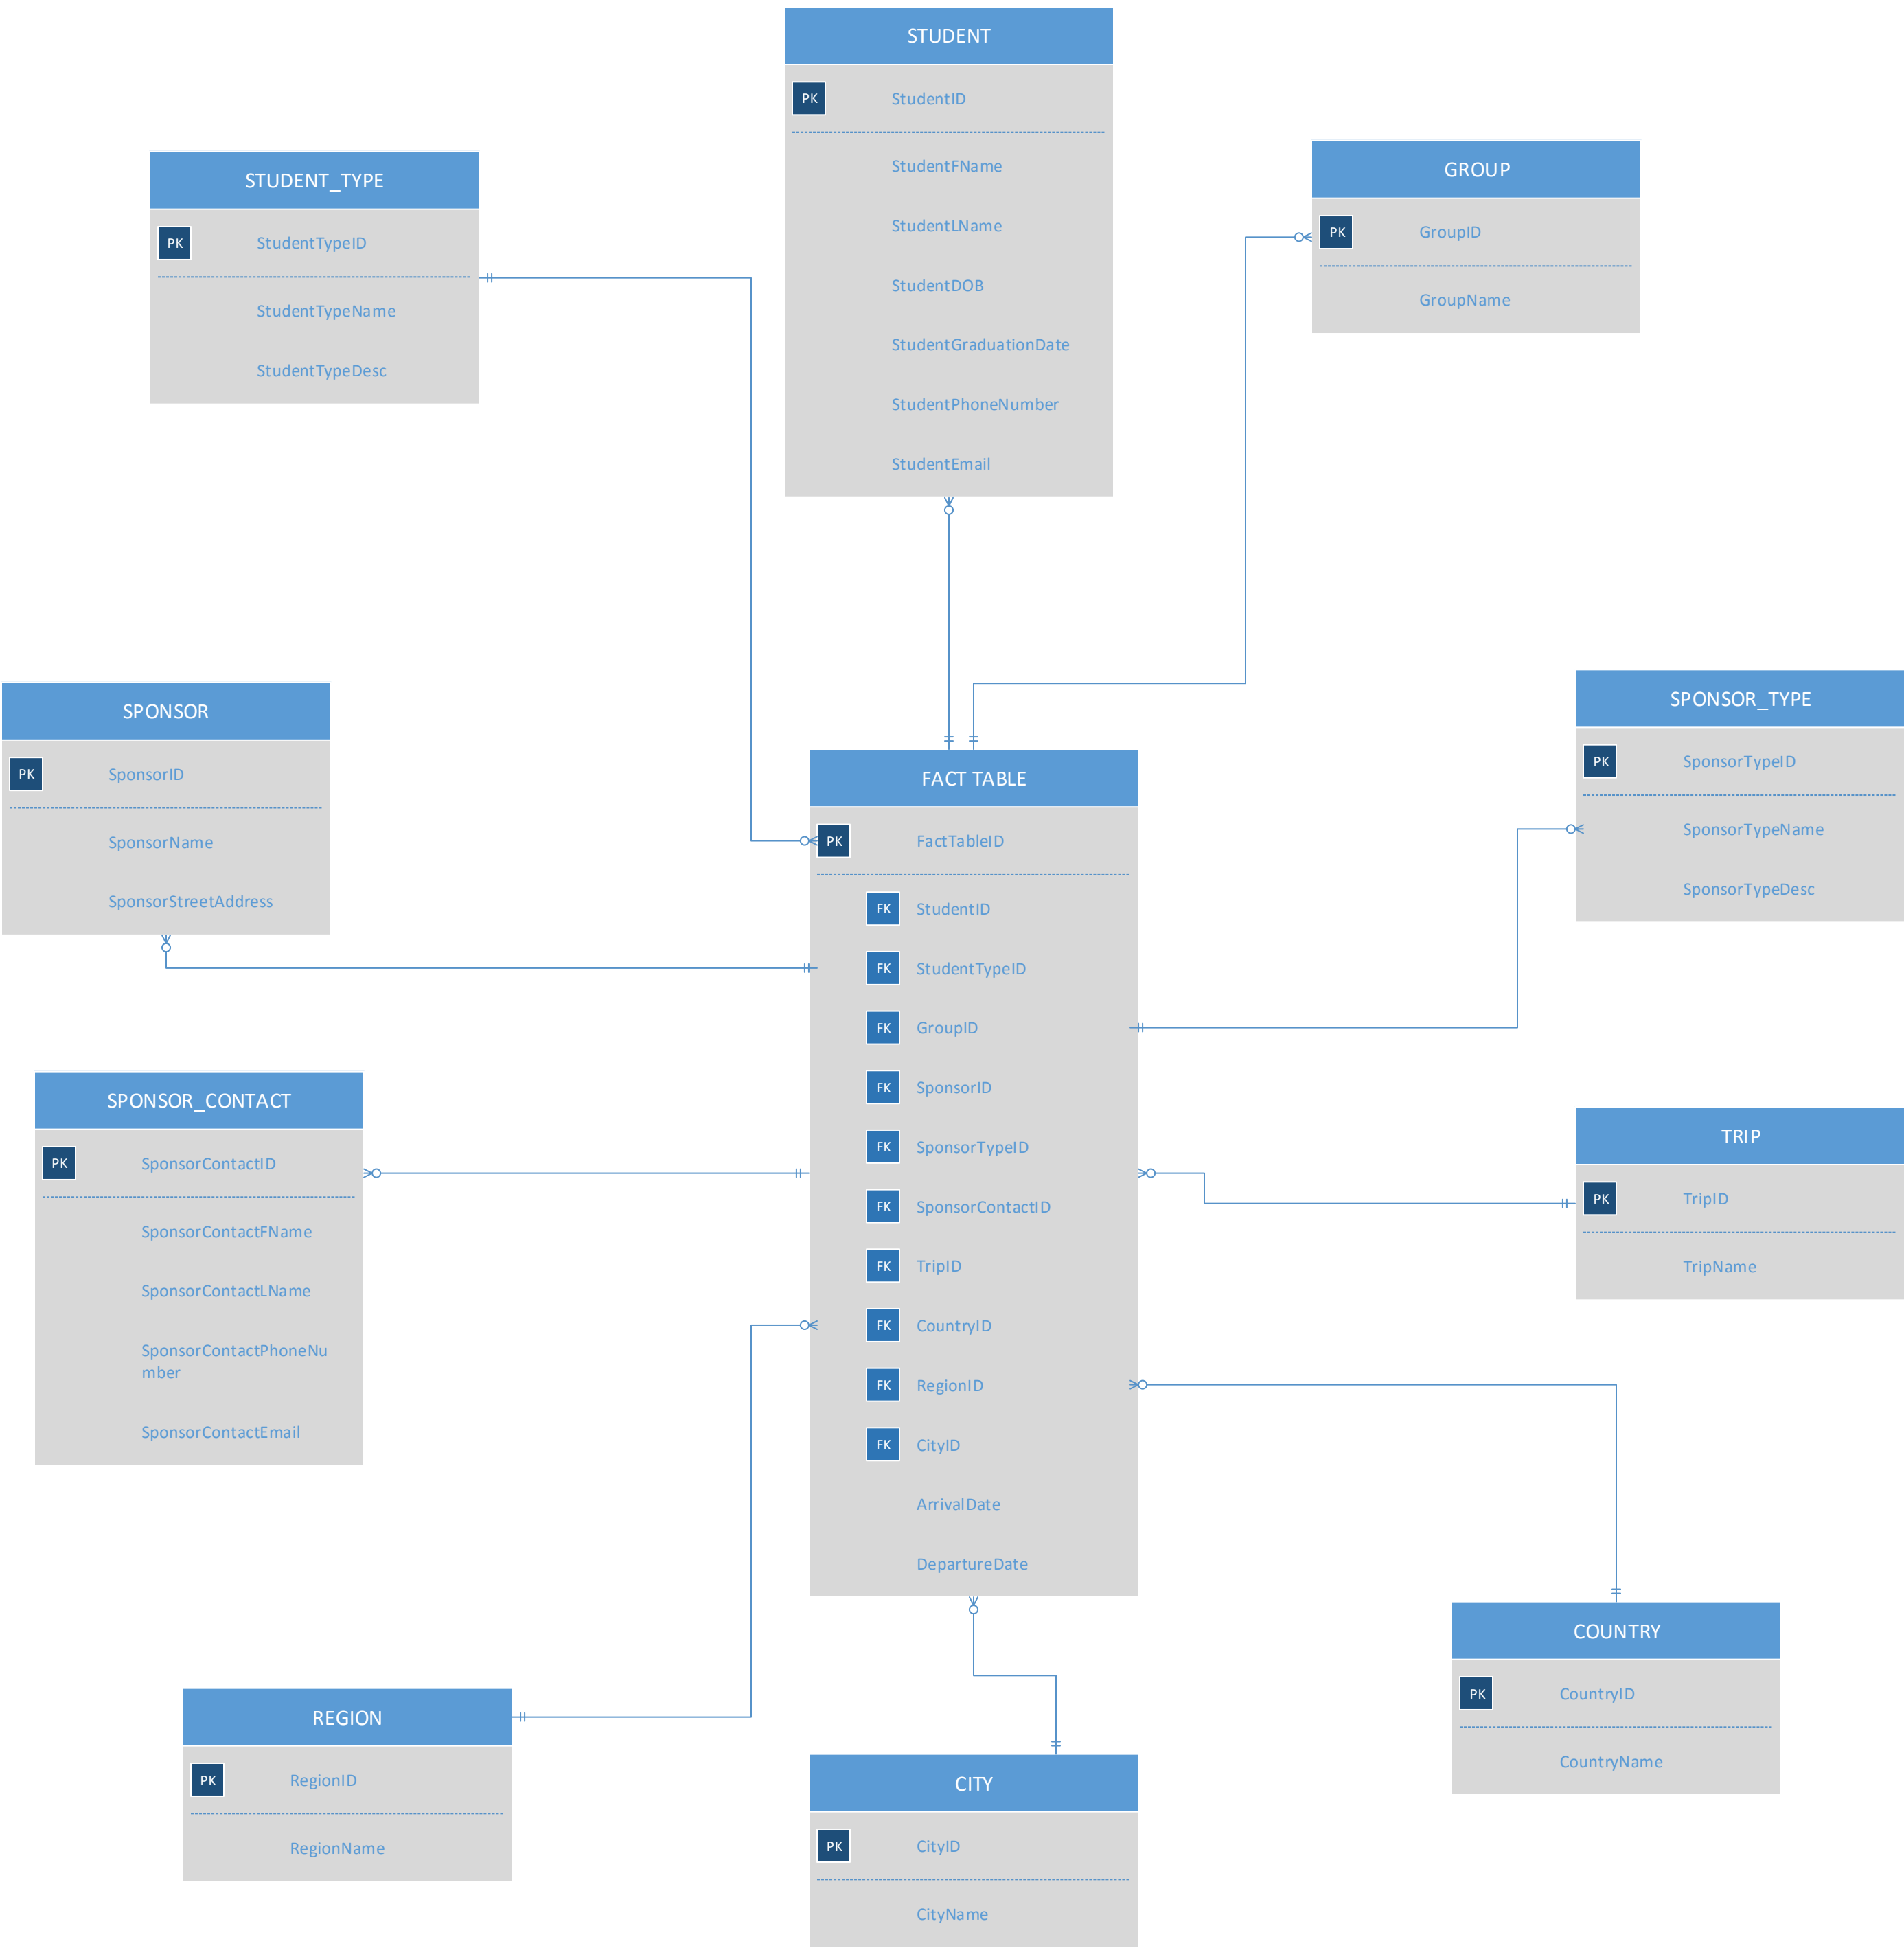 STUDENT
PK StudentID
StudentFName
StudentLName
StudentDOB
StudentGraduationDate
StudentPhoneNumber
StudentEmail
STUDENT_TYPE
PK StudentTypeID
StudentTypeName
StudentTypeDesc
GROUP
PK GroupID
GroupName
SPONSOR
PK SponsorID
SponsorName
SponsorStreetAddress
FACT TABLE
PK FactTableID
FK StudentID
FK StudentTypeID
FK GroupID
FK SponsorID
FK SponsorTypeID
FK SponsorContactID
FK TripID
FK CountryID
FK RegionID
FK CityID
ArrivalDate
DepartureDate
SPONSOR_TYPE
PK SponsorTypeID
SponsorTypeName
SponsorTypeDesc
SPONSOR_CONTACT
PK SponsorContactID
SponsorContactFName
SponsorContactLName
SponsorContactPhoneNu
mber
SponsorContactEmail
TRIP
PK TripID
TripName
REGION
PK RegionID
RegionName
CITY
PK CityID
CityName
COUNTRY
PK CountryID
CountryName